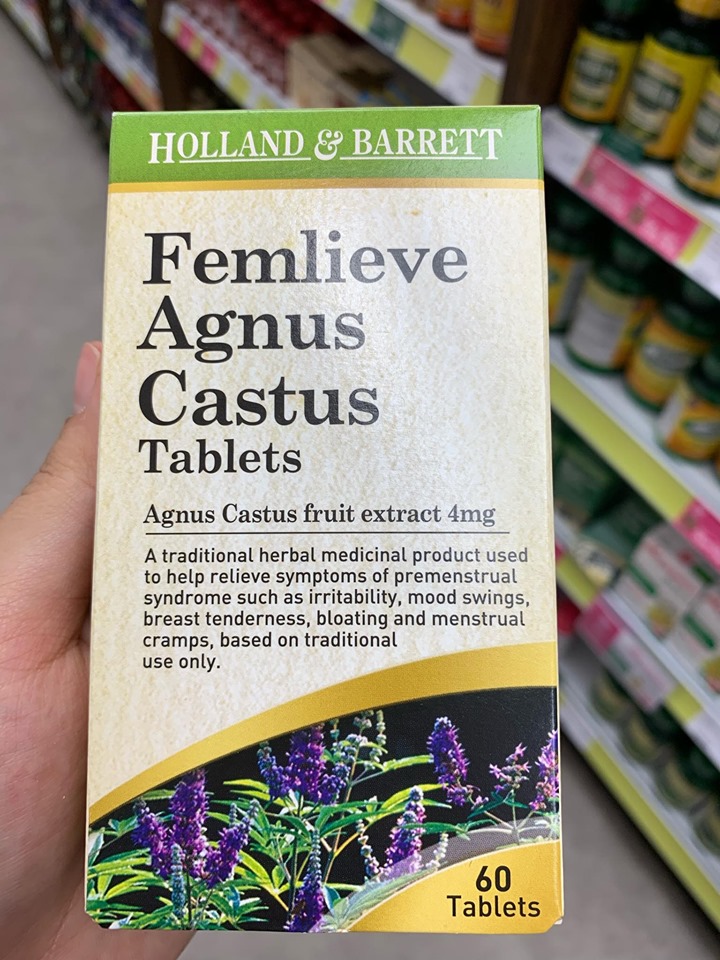 HOLLAND & BARRETT
Femlieve
Agnus
Castus
Tablets
Agnus Castus fruit extract 4mg
A traditional herbal medicinal product used
to help relieve symptoms of premenstrual
syndrome such as irritability, mood swings,
breast tenderness, bloating and menstrual
cramps, based on traditional
use only.
60
Tablets